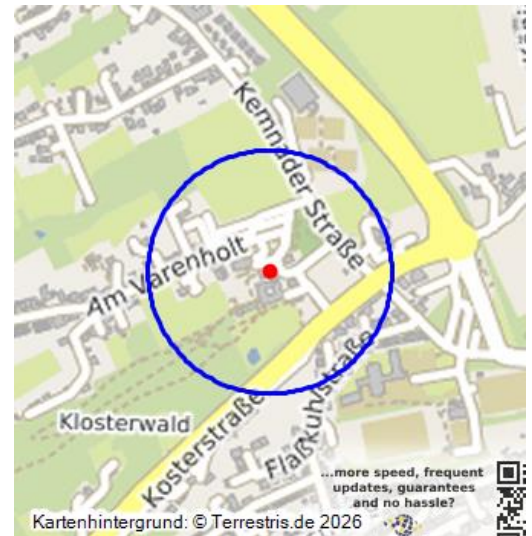 Kemnader Straße
Am Varenholt
Klosterwald
Kosterstraße
Flaßkuhlstraße
...more speed, frequent
updates, guarantees
and no hassle?
Kartenhintergrund: © Terrestris.de 2026